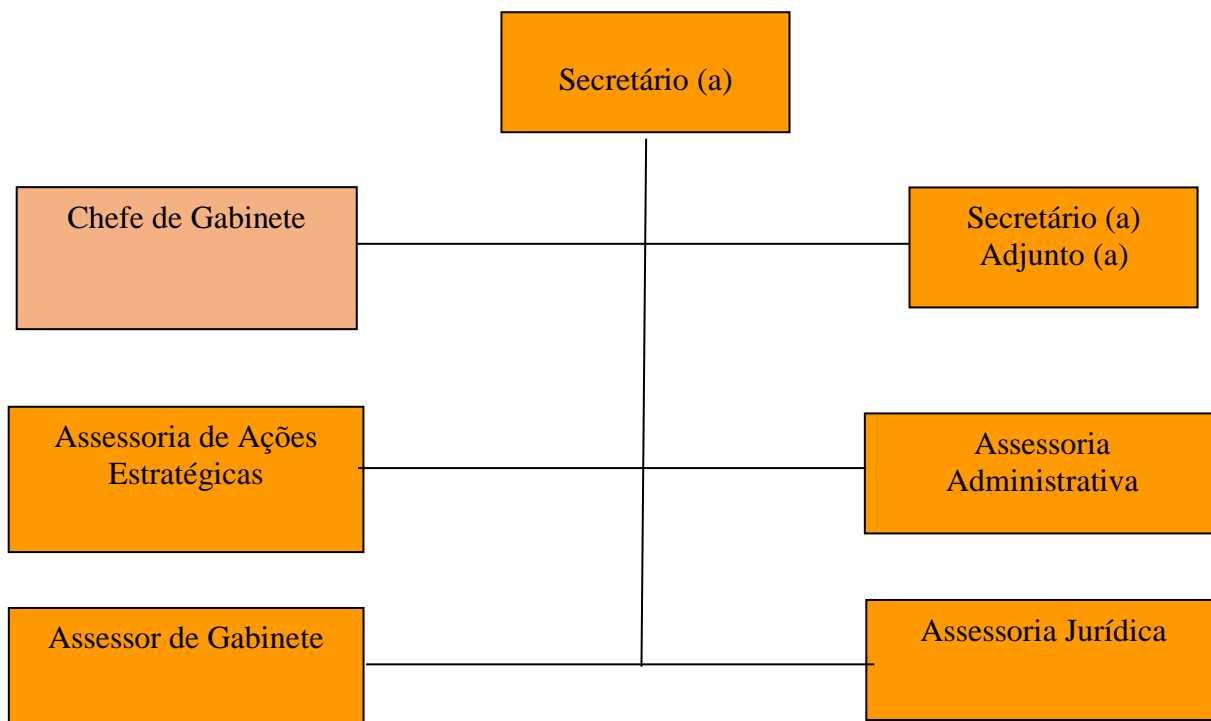 Secretário (a)
Chefe de Gabinete
Secretário (a)
Adjunto (a)
Assessoria de Ações
Estratégicas
Assessoria
Administrativa
Assessor de Gabinete
Assessoria Jurídica